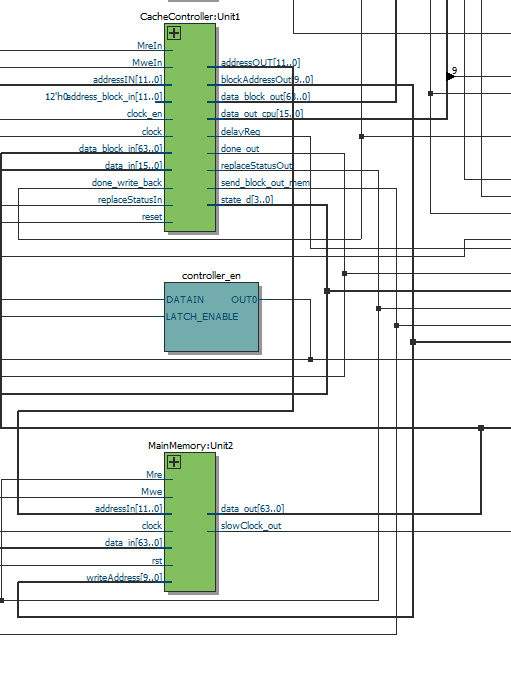 CacheController:Unit1
MreIn
MweIn
addressIN[11..0]
12'h0address_block_in[11..0]
clock_en
clock
data_block_in[63..0]
data_in[15..0]
done_write_back
replaceStatusIn
reset
addressOUT[11..0]
blockAddressOut[9..0]
data_block_out[63..0]
data_out_cpu[15..0]
delayReq
done_out
replaceStatusOut
send_block_out_mem
state_d[3..0]
9
controller_en
DATAIN OUT0
LATCH_ENABLE
MainMemory:Unit2
Mre
Mwe
addressIn[11..0]
clock
data_in[63..0]
rst
writeAddress[9..0]
data_out[63..0]
slowClock_out